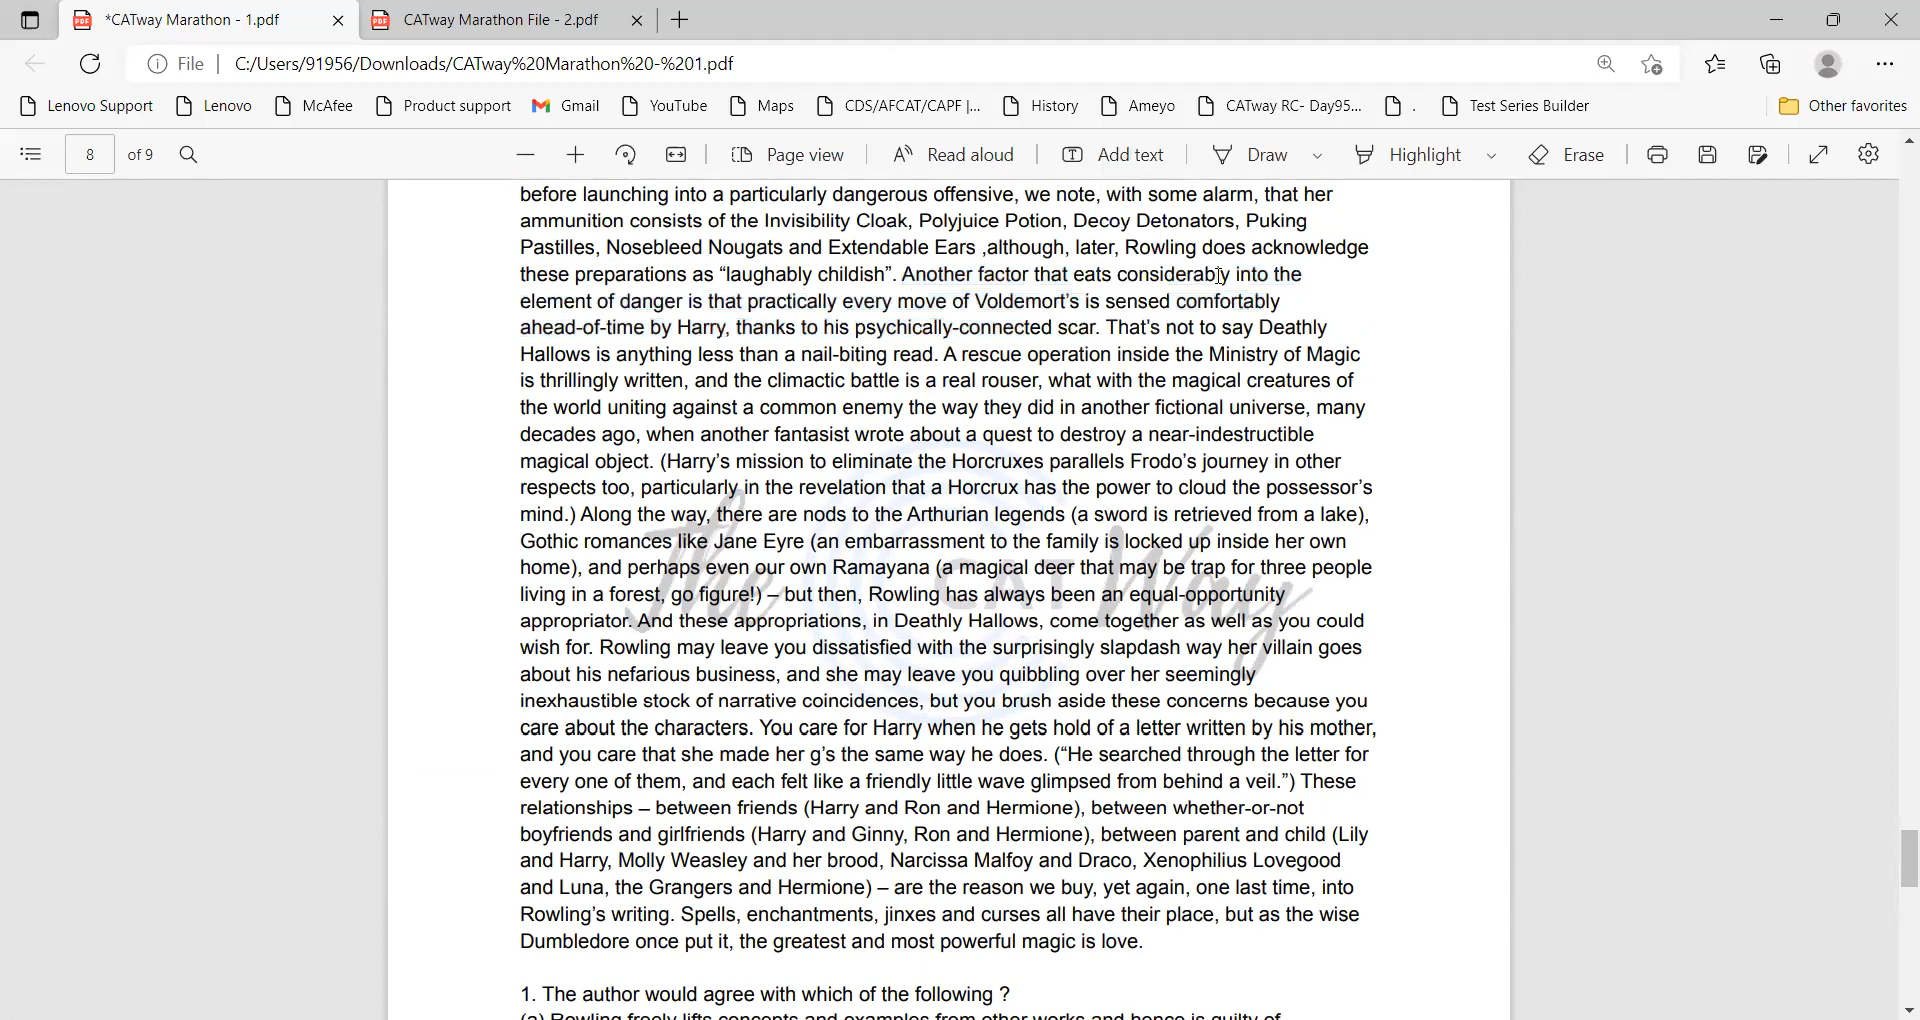 *CATway Marathon - 1.pdf
CATway Marathon File - 2.pdf
File
C:/Users/91956/Downloads/CATway%20Marathon%20-%201.pdf
Lenovo Support
Lenovo
McAfee
Product support
Gmail
YouTube
Maps
CDS/AFCAT/CAPF |...
History
Ameyo
CATway RC- Day95...
.
Test Series Builder
Other favorites
8
of 9
Page view
Read aloud
Add text
Draw
Highlight
Erase
before launching into a particularly dangerous offensive, we note, with some alarm, that her
ammunition consists of the Invisibility Cloak, Polyjuice Potion, Decoy Detonators, Puking
Pastilles, Nosebleed Nougats and Extendable Ears ,although, later, Rowling does acknowledge
these preparations as “laughably childish”. Another factor that eats considerably into the
element of danger is that practically every move of Voldemort’s is sensed comfortably
ahead-of-time by Harry, thanks to his psychically-connected scar. That’s not to say Deathly
Hallows is anything less than a nail-biting read. A rescue operation inside the Ministry of Magic
is thrillingly written, and the climactic battle is a real rouser, what with the magical creatures of
the world uniting against a common enemy the way they did in another fictional universe, many
decades ago, when another fantasist wrote about a quest to destroy a near-indestructible
magical object. (Harry’s mission to eliminate the Horcruxes parallels Frodo’s journey in other
respects too, particularly in the revelation that a Horcrux has the power to cloud the possessor’s
mind.) Along the way, there are nods to the Arthurian legends (a sword is retrieved from a lake),
Gothic romances like Jane Eyre (an embarrassment to the family is locked up inside her own
home), and perhaps even our own Ramayana (a magical deer that may be trap for three people
living in a forest, go figure!) – but then, Rowling has always been an equal-opportunity
appropriator. And these appropriations, in Deathly Hallows, come together as well as you could
wish for. Rowling may leave you dissatisfied with the surprisingly slapdash way her villain goes
about his nefarious business, and she may leave you quibbling over her seemingly
inexhaustible stock of narrative coincidences, but you brush aside these concerns because you
care about the characters. You care for Harry when he gets hold of a letter written by his mother,
and you care that she made her g’s the same way he does. (“He searched through the letter for
every one of them, and each felt like a friendly little wave glimpsed from behind a veil.”) These
relationships – between friends (Harry and Ron and Hermione), between whether-or-not
boyfriends and girlfriends (Harry and Ginny, Ron and Hermione), between parent and child (Lily
and Harry, Molly Weasley and her brood, Narcissa Malfoy and Draco, Xenophilius Lovegood
and Luna, the Grangers and Hermione) – are the reason we buy, yet again, one last time, into
Rowling’s writing. Spells, enchantments, jinxes and curses all have their place, but as the wise
Dumbledore once put it, the greatest and most powerful magic is love.
The CAT Way
1. The author would agree with which of the following ?
(a) Rowling freely lifts concepts and examples from other works and hence is guilty of